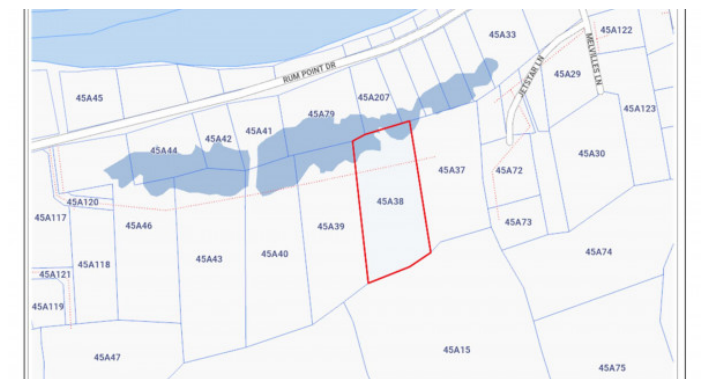 45A122
45A33
MELVILLES LN
RUM POINT DR
JETSTAR LN
45A29
45A45
45A207
45A123
45A79
45A41
45A42
45A44
45A30
45A37
45A72
45A120
45A38
45A117
45A46
45A39
45A73
45A40
45A43
45A74
45A118
45A121
45A119
45A15
45A47
45A75